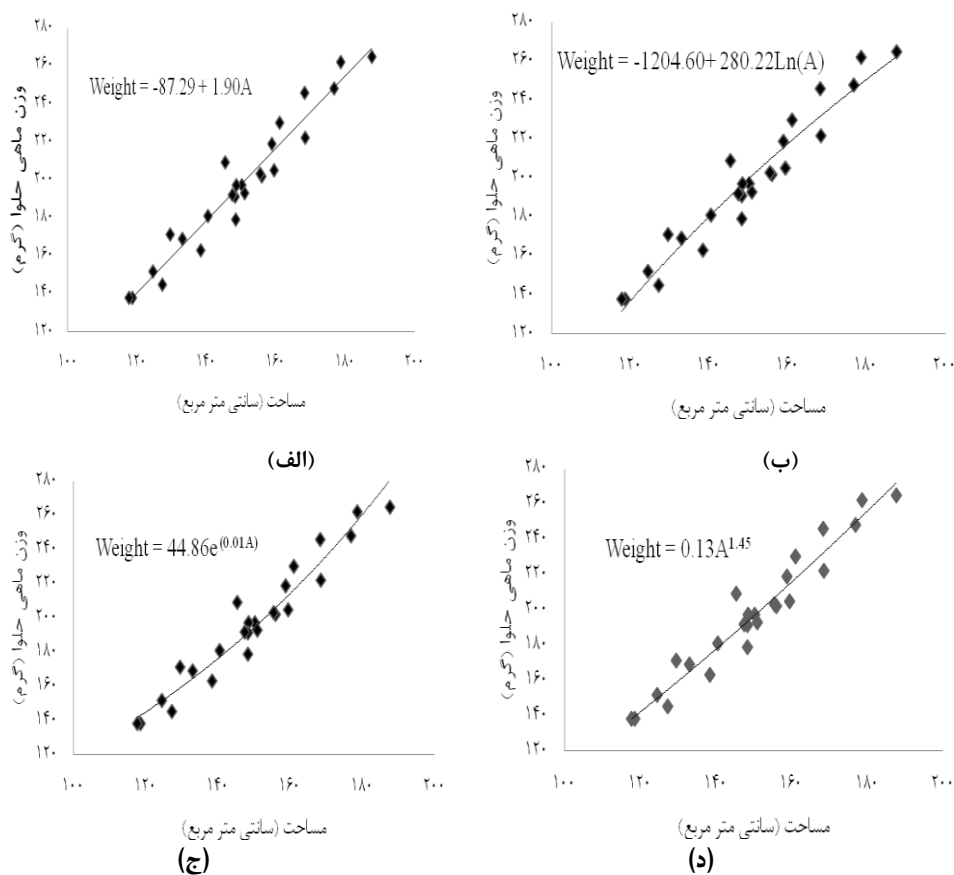 ۲۸۰
۲۶۰
۲۴۰
۲۲۰
۲۰۰
۱۸۰
۱۶۰
۱۴۰
۱۲۰
وزن ماهی حلوا (گرم)
Weight = -87.29 + 1.90A
۱۰۰ ۱۲۰ ۱۴۰ ۱۶۰ ۱۸۰ ۲۰۰
مساحت (سانتی متر مربع)
(الف)
۲۸۰
۲۶۰
۲۴۰
۲۲۰
۲۰۰
۱۸۰
۱۶۰
۱۴۰
۱۲۰
وزن ماهی حلوا (گرم)
Weight = -1204.60+ 280.22Ln(A)
۱۰۰ ۱۲۰ ۱۴۰ ۱۶۰ ۱۸۰ ۲۰۰
مساحت (سانتی متر مربع)
(ب)
۲۸۰
۲۶۰
۲۴۰
۲۲۰
۲۰۰
۱۸۰
۱۶۰
۱۴۰
۱۲۰
وزن ماهی حلوا (گرم)
Weight = 44.86e^(0.01A)
۱۰۰ ۱۲۰ ۱۴۰ ۱۶۰ ۱۸۰ ۲۰۰
مساحت (سانتی متر مربع)
(ج)
۲۸۰
۲۶۰
۲۴۰
۲۲۰
۲۰۰
۱۸۰
۱۶۰
۱۴۰
۱۲۰
وزن ماهی حلوا (گرم)
Weight = 0.13A^1.45
۱۰۰ ۱۲۰ ۱۴۰ ۱۶۰ ۱۸۰ ۲۰۰
مساحت (سانتی متر مربع)
(د)